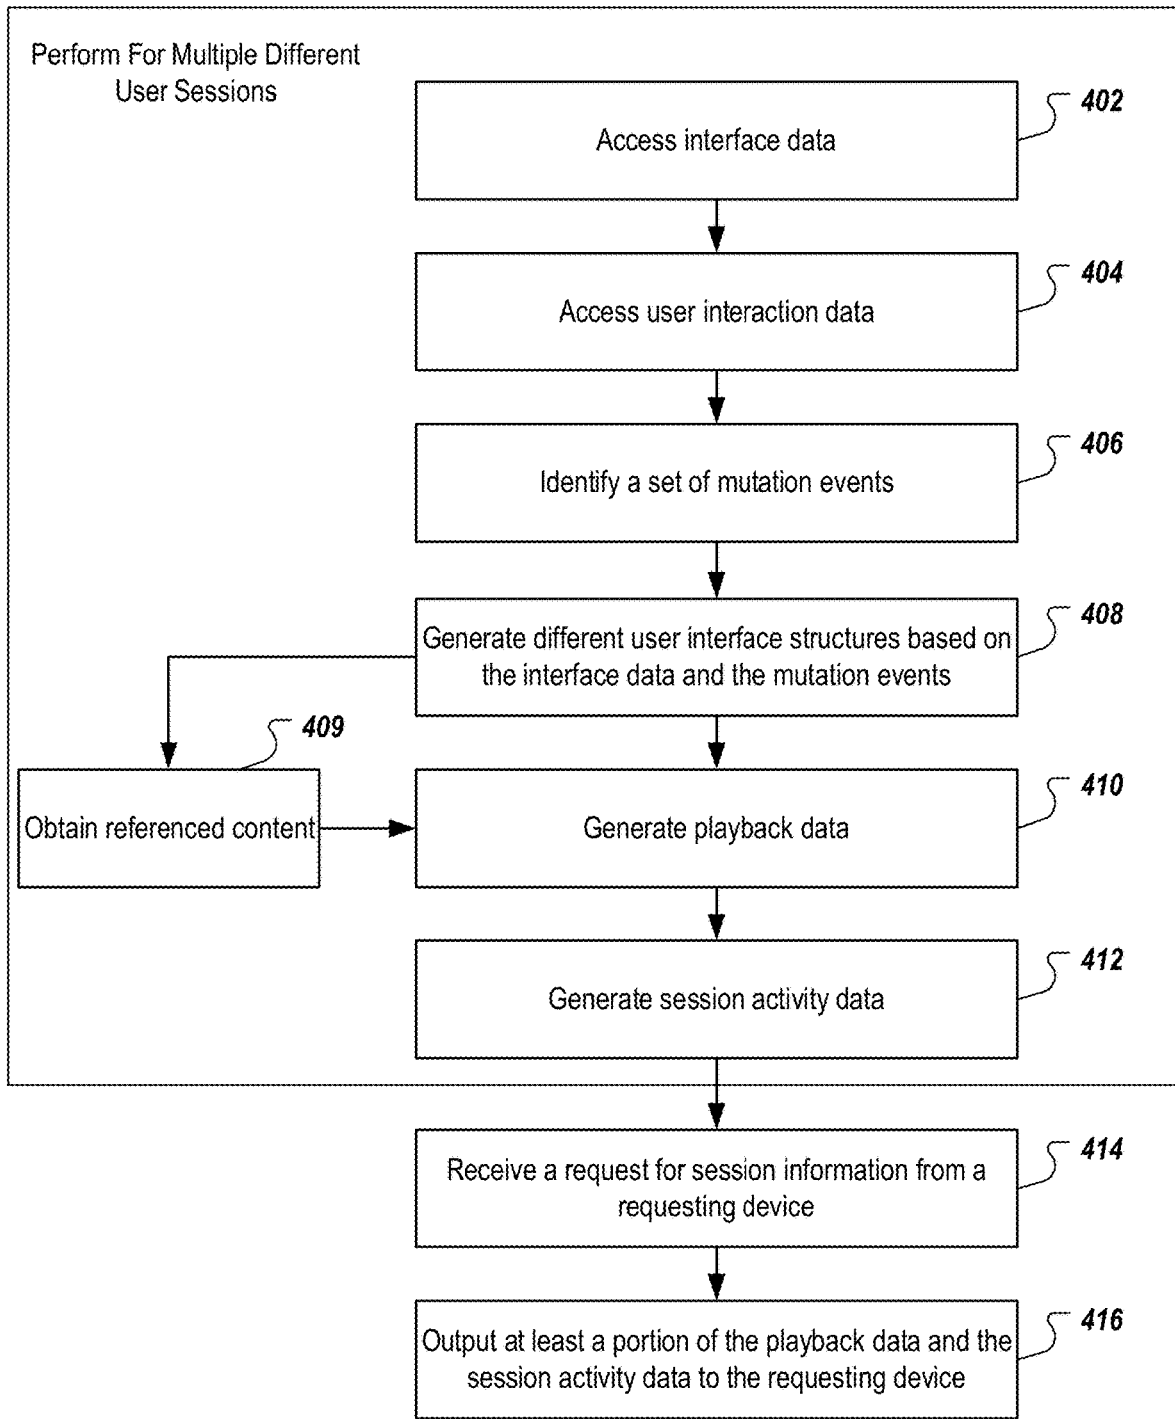 Perform For Multiple Different
User Sessions
402
Access interface data
404
Access user interaction data
406
Identify a set of mutation events
408
Generate different user interface structures based on
the interface data and the mutation events
409
Obtain referenced content
410
Generate playback data
412
Generate session activity data
414
Receive a request for session information from a
requesting device
416
Output at least a portion of the playback data and the
session activity data to the requesting device